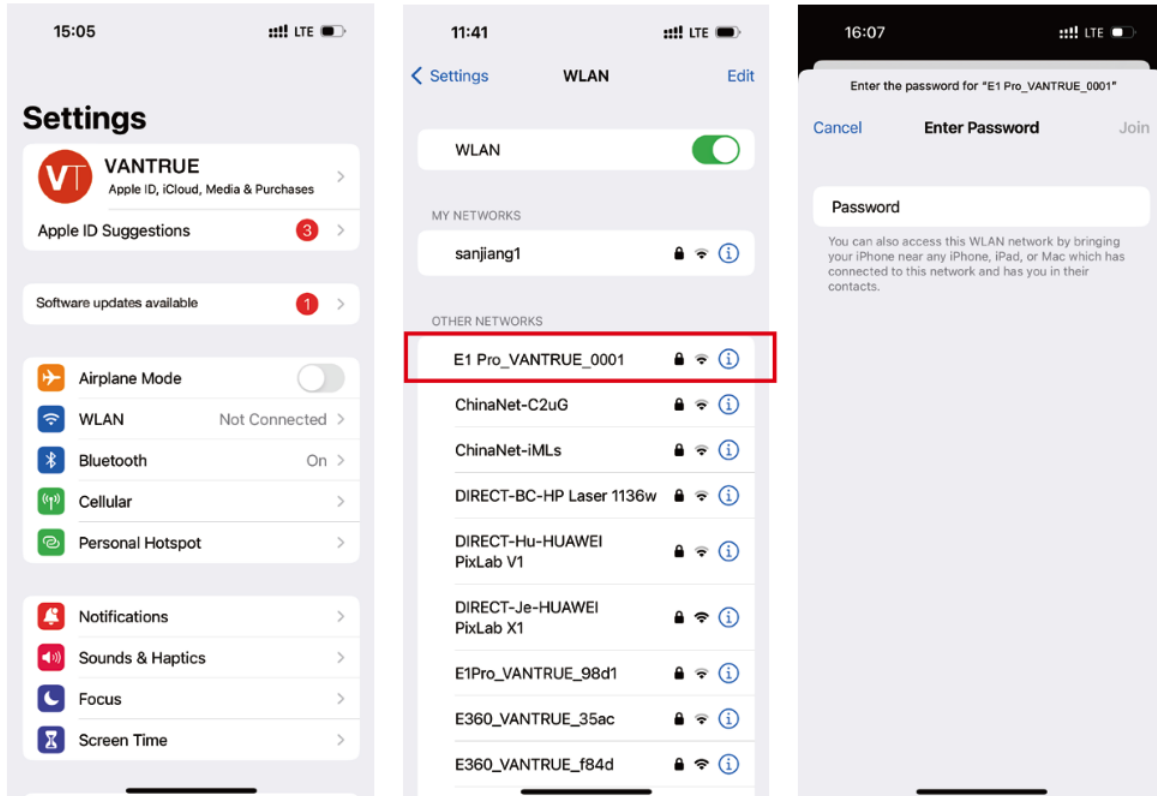 15:05
LTE
Settings
VT
VANTRUE
Apple ID, iCloud, Media & Purchases
Apple ID Suggestions
3
Software updates available
1
Airplane Mode
WLAN Not Connected
Bluetooth On
Cellular
Personal Hotspot
Notifications
Sounds & Haptics
Focus
Screen Time
11:41
LTE
Settings WLAN Edit
WLAN
MY NETWORKS
sanjiang1
OTHER NETWORKS
E1 Pro_VANTRUE_0001
ChinaNet-C2uG
ChinaNet-iMLs
DIRECT-BC-HP Laser 1136w
DIRECT-Hu-HUAWEI
PixLab V1
DIRECT-Je-HUAWEI
PixLab X1
E1Pro_VANTRUE_98d1
E360_VANTRUE_35ac
E360_VANTRUE_f84d
16:07
LTE
Enter the password for "E1 Pro_VANTRUE_0001"
Cancel Enter Password Join
Password
You can also access this WLAN network by bringing
your iPhone near any iPhone, iPad, or Mac which has
connected to this network and has you in their
contacts.